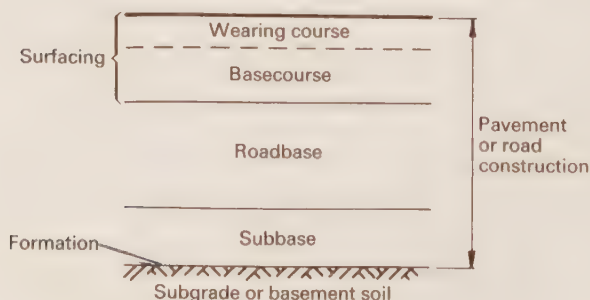 Wearing course
Surfacing
Basecourse
Pavement
or road
construction
Roadbase
Subbase
Formation
Subgrade or basement soil